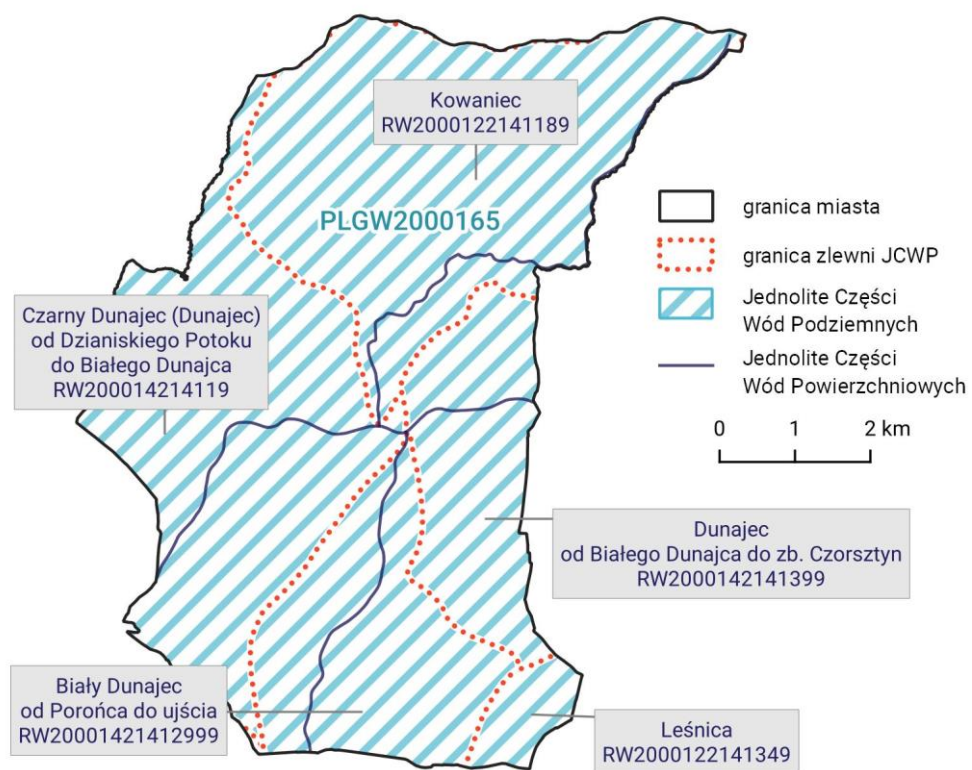 Kowaniec
RW2000122141189
PLGW2000165
Czarny Dunajec (Dunajec)
od Dzianiskiego Potoku
do Białego Dunajca
RW200014214119
granica miasta
granica zlewni JCWP
Jednolite Części
Wód Podziemnych
Jednolite Części
Wód Powierzchniowych
0 1 2 km
Dunajec
od Białego Dunajca do zb. Czorsztyn
RW2000142141399
Biały Dunajec
od Porońca do ujścia
RW20001421412999
Leśnica
RW2000122141349